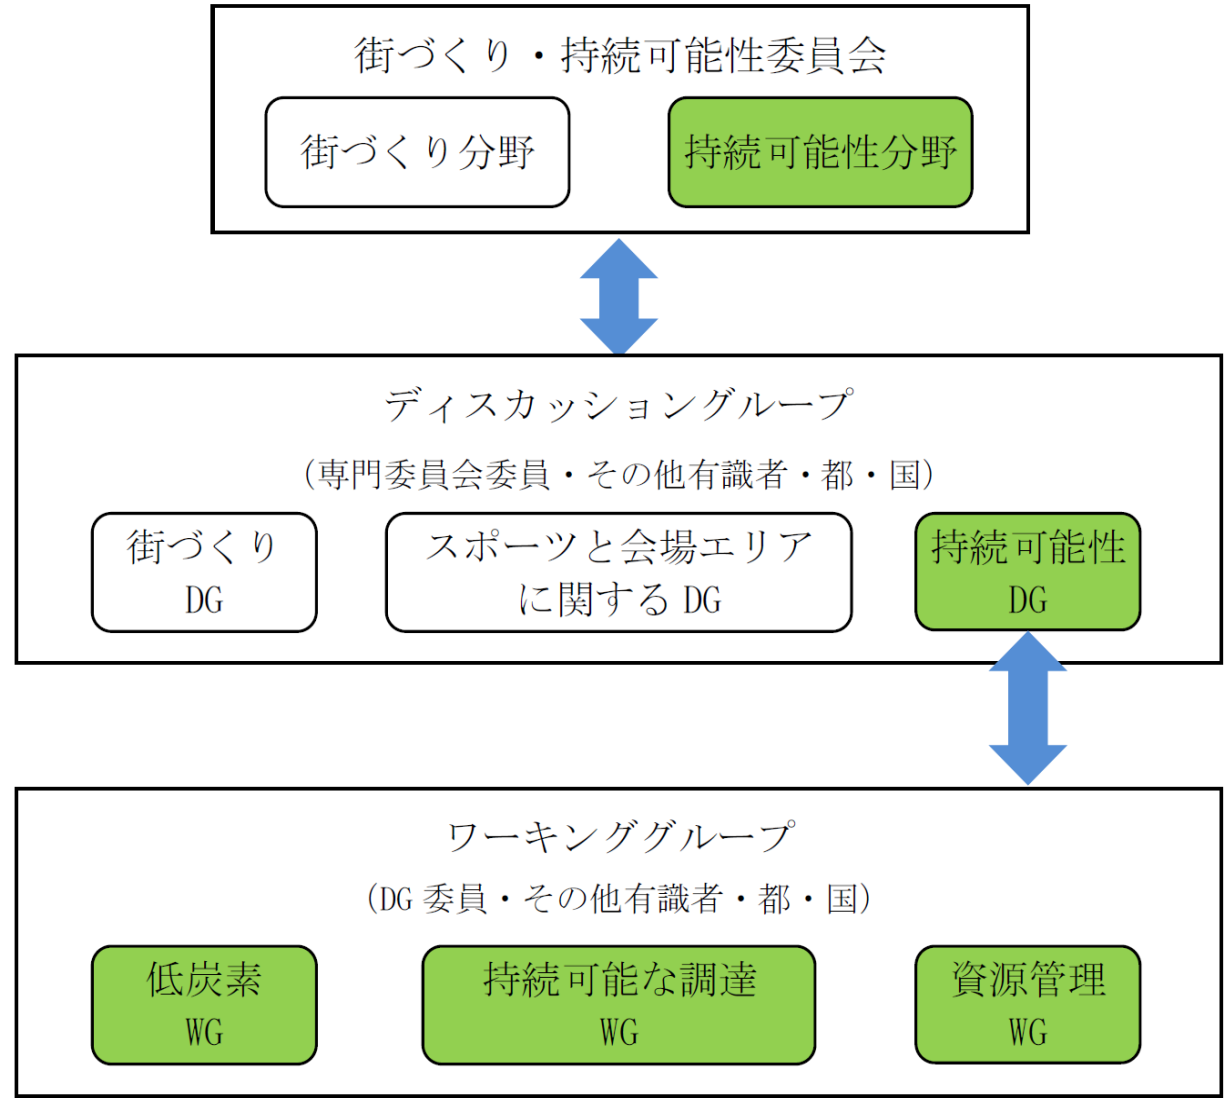 街づくり・持続可能性委員会
街づくり分野
持続可能性分野
ディスカッショングループ
（専門委員会委員・その他有識者・都・国）
街づくり
DG
スポーツと会場エリア
に関する DG
持続可能性
DG
ワーキンググループ
（DG 委員・その他有識者・都・国）
低炭素
WG
持続可能な調達
WG
資源管理
WG